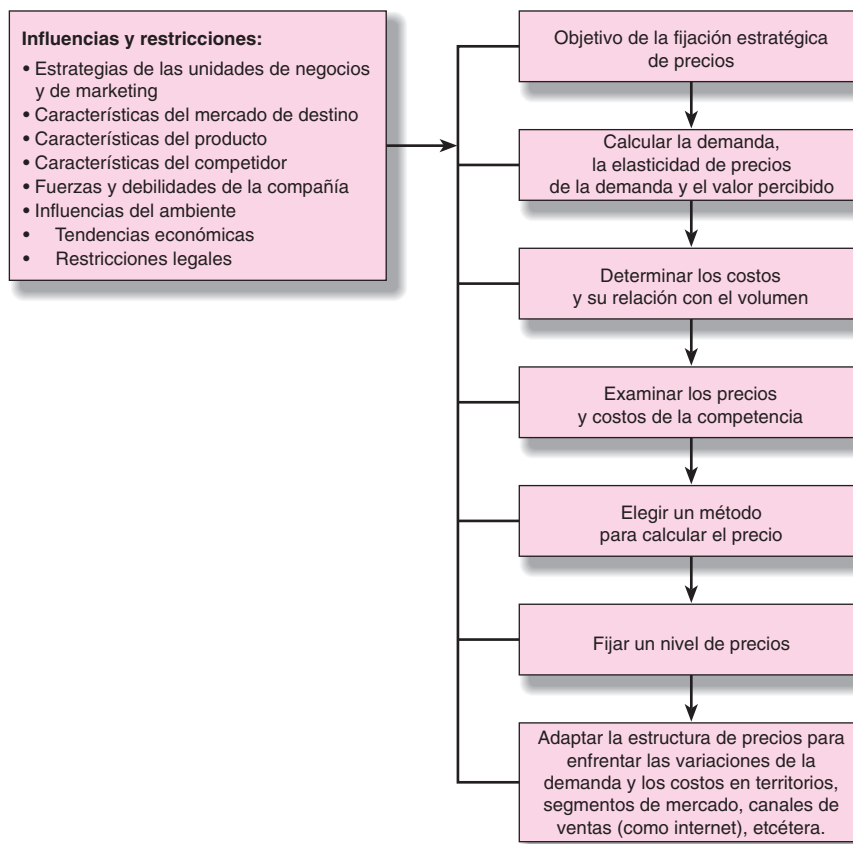 Influencias y restricciones:
• Estrategias de las unidades de negocios
y de marketing
• Características del mercado de destino
• Características del producto
• Características del competidor
• Fuerzas y debilidades de la compañía
• Influencias del ambiente
• Tendencias económicas
• Restricciones legales
Objetivo de la fijación estratégica
de precios
Calcular la demanda,
la elasticidad de precios
de la demanda y el valor percibido
Determinar los costos
y su relación con el volumen
Examinar los precios
y costos de la competencia
Elegir un método
para calcular el precio
Fijar un nivel de precios
Adaptar la estructura de precios para
enfrentar las variaciones de la
demanda y los costos en territorios,
segmentos de mercado, canales de
ventas (como internet), etcétera.